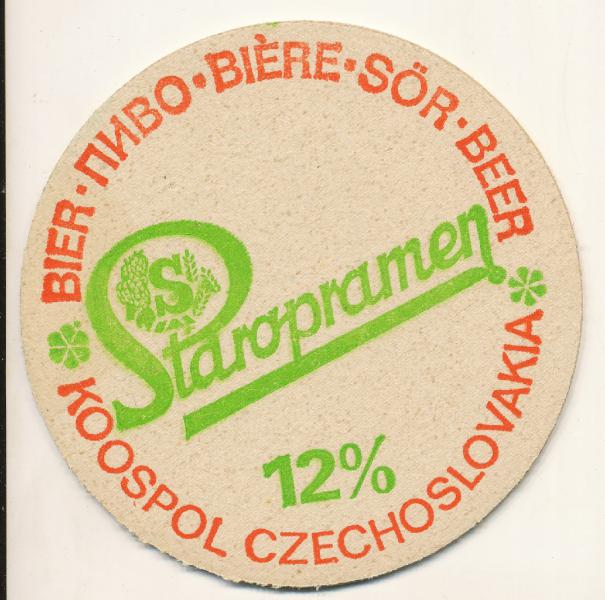 BIER · ПИВО · BIÈRE · SÖR · BEER
S
Staropramen
12%
KOOSPOL CZECHOSLOVAKIA